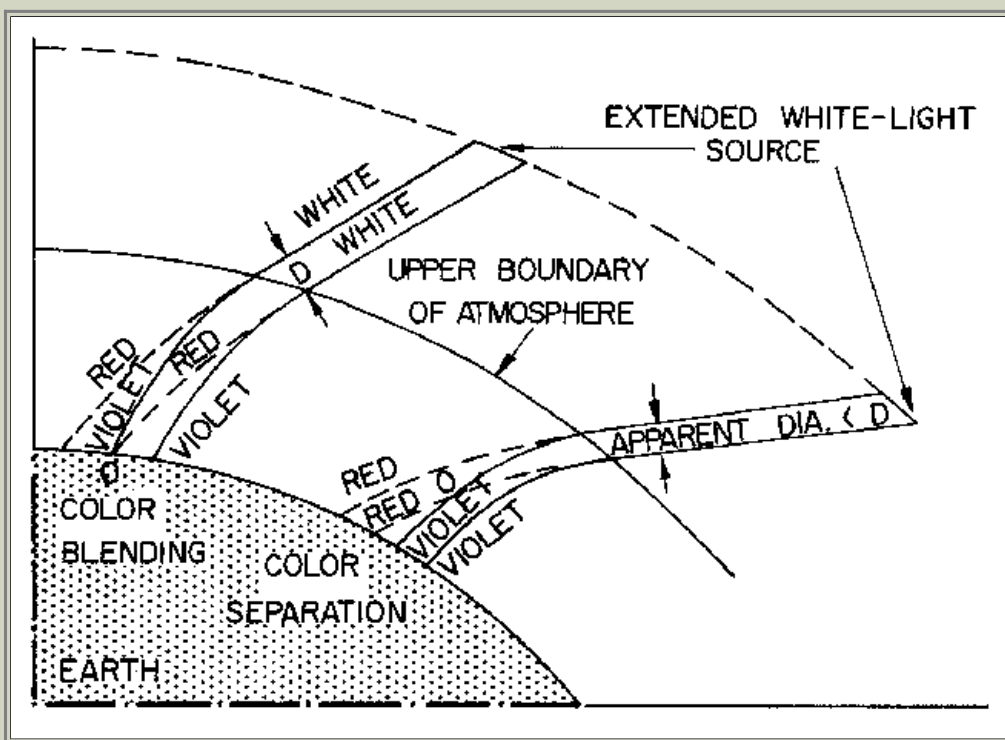 EXTENDED WHITE-LIGHT
SOURCE
WHITE
WHITE
D
UPPER BOUNDARY
OF ATMOSPHERE
RED
RED
VIOLET
VIOLET
APPARENT DIA. < D
RED
RED
VIOLET
VIOLET
COLOR
BLENDING
COLOR
SEPARATION
EARTH